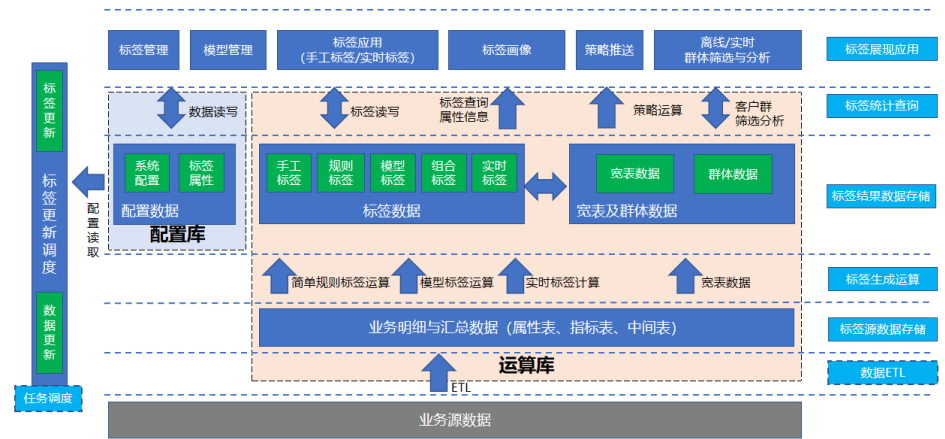 标签管理
模型管理
标签应用
(手工标签/实时标签)
标签画像
策略推送
离线/实时
群体筛选与分析
标签展现应用
标签更新
数据读写
标签读写
标签查询
属性信息
策略运算
客户群
筛选分析
标签统计查询
标签更新调度
配置读取
系统
配置
标签
属性
配置数据
配置库
手工
标签
规则
标签
模型
标签
组合
标签
实时
标签
标签数据
宽表数据
群体数据
宽表及群体数据
标签结果数据存储
简单规则标签运算
模型标签运算
实时标签计算
宽表数据
标签生成运算
数据更新
业务明细与汇总数据（属性表、指标表、中间表）
标签源数据存储
运算库
ETL
数据ETL
任务调度
业务源数据